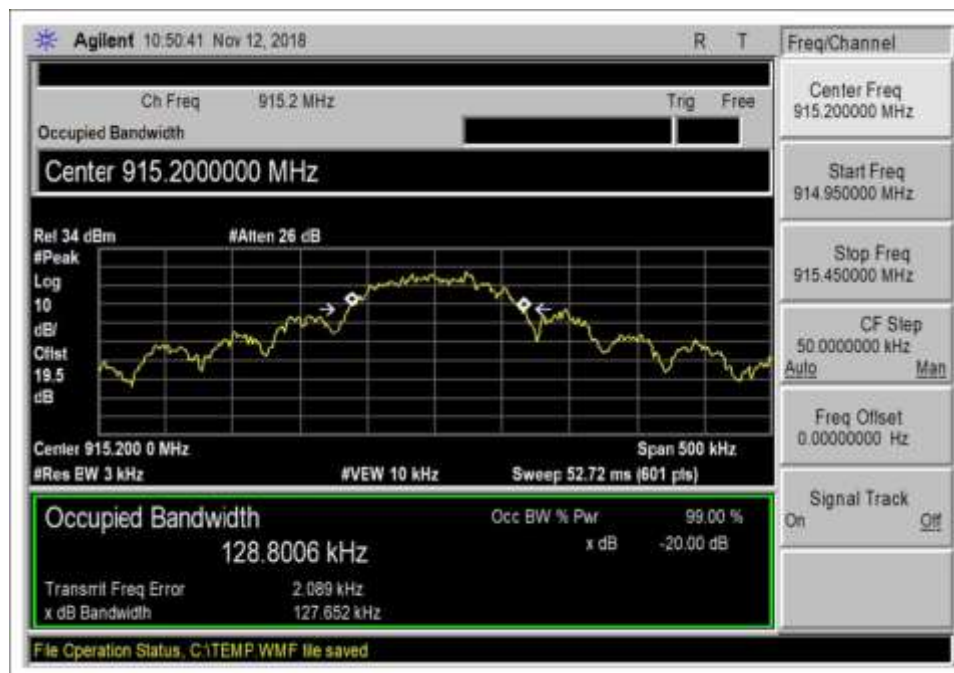 Agilent 10:50:41 Nov 12, 2018 R T
Freq/Channel
Ch Freq 915.2 MHz Trig Free
Occupied Bandwidth
Center 915.2000000 MHz
Ref 34 dBm #Atten 26 dB
#Peak
Log
10
dB/
Offst
19.5
dB
Center 915.200 0 MHz Span 500 kHz
#Res BW 3 kHz #VBW 10 kHz Sweep 52.72 ms (601 pts)
Occupied Bandwidth Occ BW % Pwr 99.00 %
128.8006 kHz x dB -20.00 dB
Transmit Freq Error 2.089 kHz
x dB Bandwidth 127.652 kHz
File Operation Status, C:\TEMP.WMF file saved
Center Freq
915.200000 MHz
Start Freq
914.950000 MHz
Stop Freq
915.450000 MHz
CF Step
50.0000000 kHz
Auto Man
Freq Offset
0.00000000 Hz
Signal Track
On Off